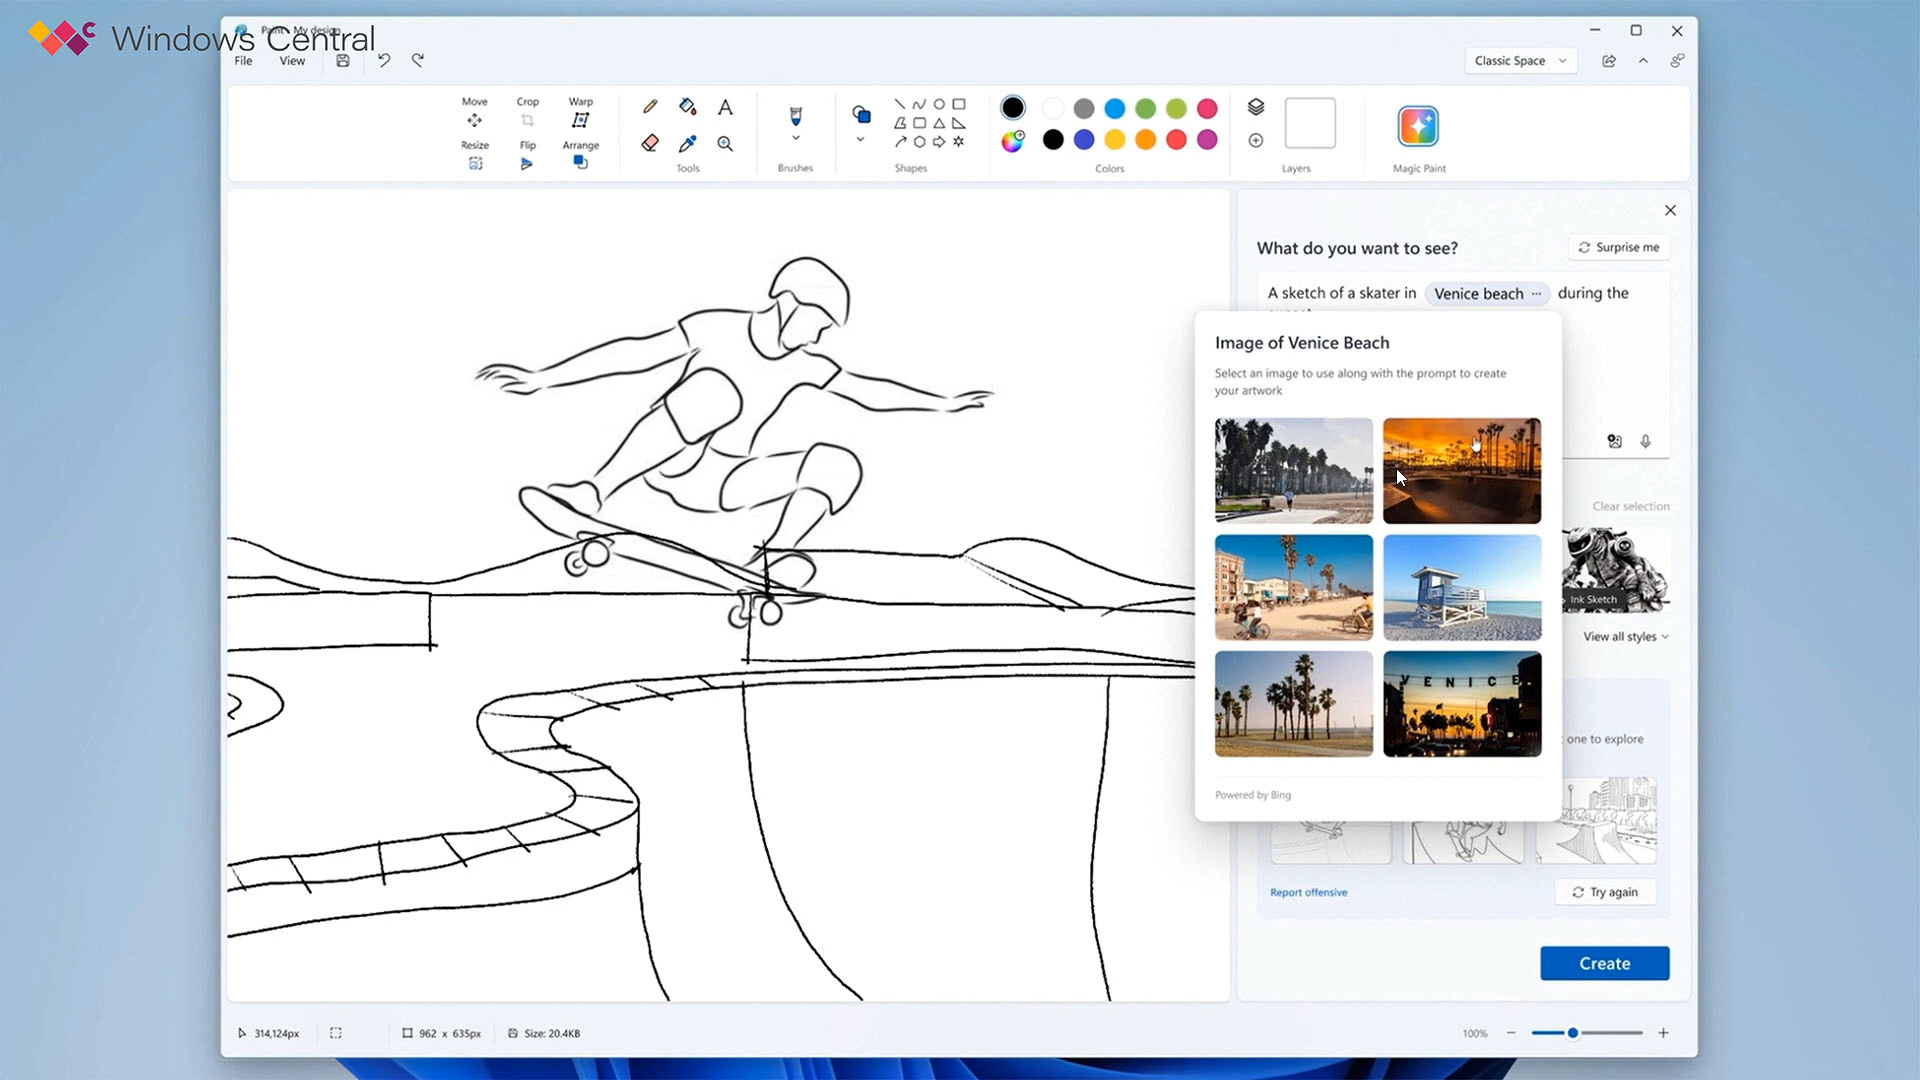 Windows Central
Paint - My design
File
View
Classic Space
Move
Crop
Warp
Resize
Flip
Arrange
Tools
Brushes
Shapes
Colors
Layers
Magic Paint
What do you want to see?
Surprise me
A sketch of a skater in Venice beach ··· during the
Image of Venice Beach
Select an image to use along with the prompt to create
your artwork
VENICE
Powered by Bing
Clear selection
Ink Sketch
View all styles
one to explore
Report offensive
Try again
Create
314,124px
962 x 635px
Size: 20.4KB
100%